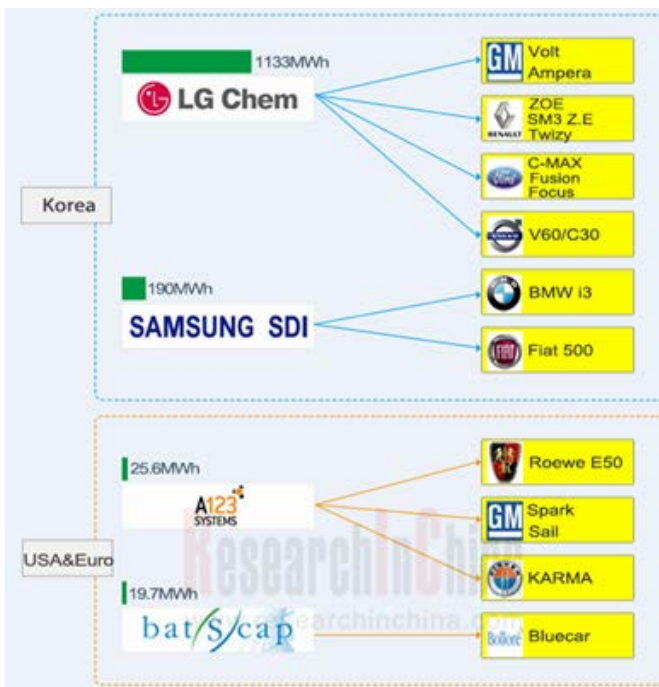 1133MWh
LG Chem
GM
Volt
Ampera
RENAULT
ZOE
SM3 Z.E
Twizy
Ford
C-MAX
Fusion
Focus
Korea
V60/C30
190MWh
SAMSUNG SDI
BMW i3
FIAT
Fiat 500
25.6MWh
A123
SYSTEMS
Roewe E50
GM
Spark
Sail
ResearchInChina
USA&Euro
KARMA
19.7MWh
www.researchinchina.com
bat/S/cap
Bolloré
Bluecar